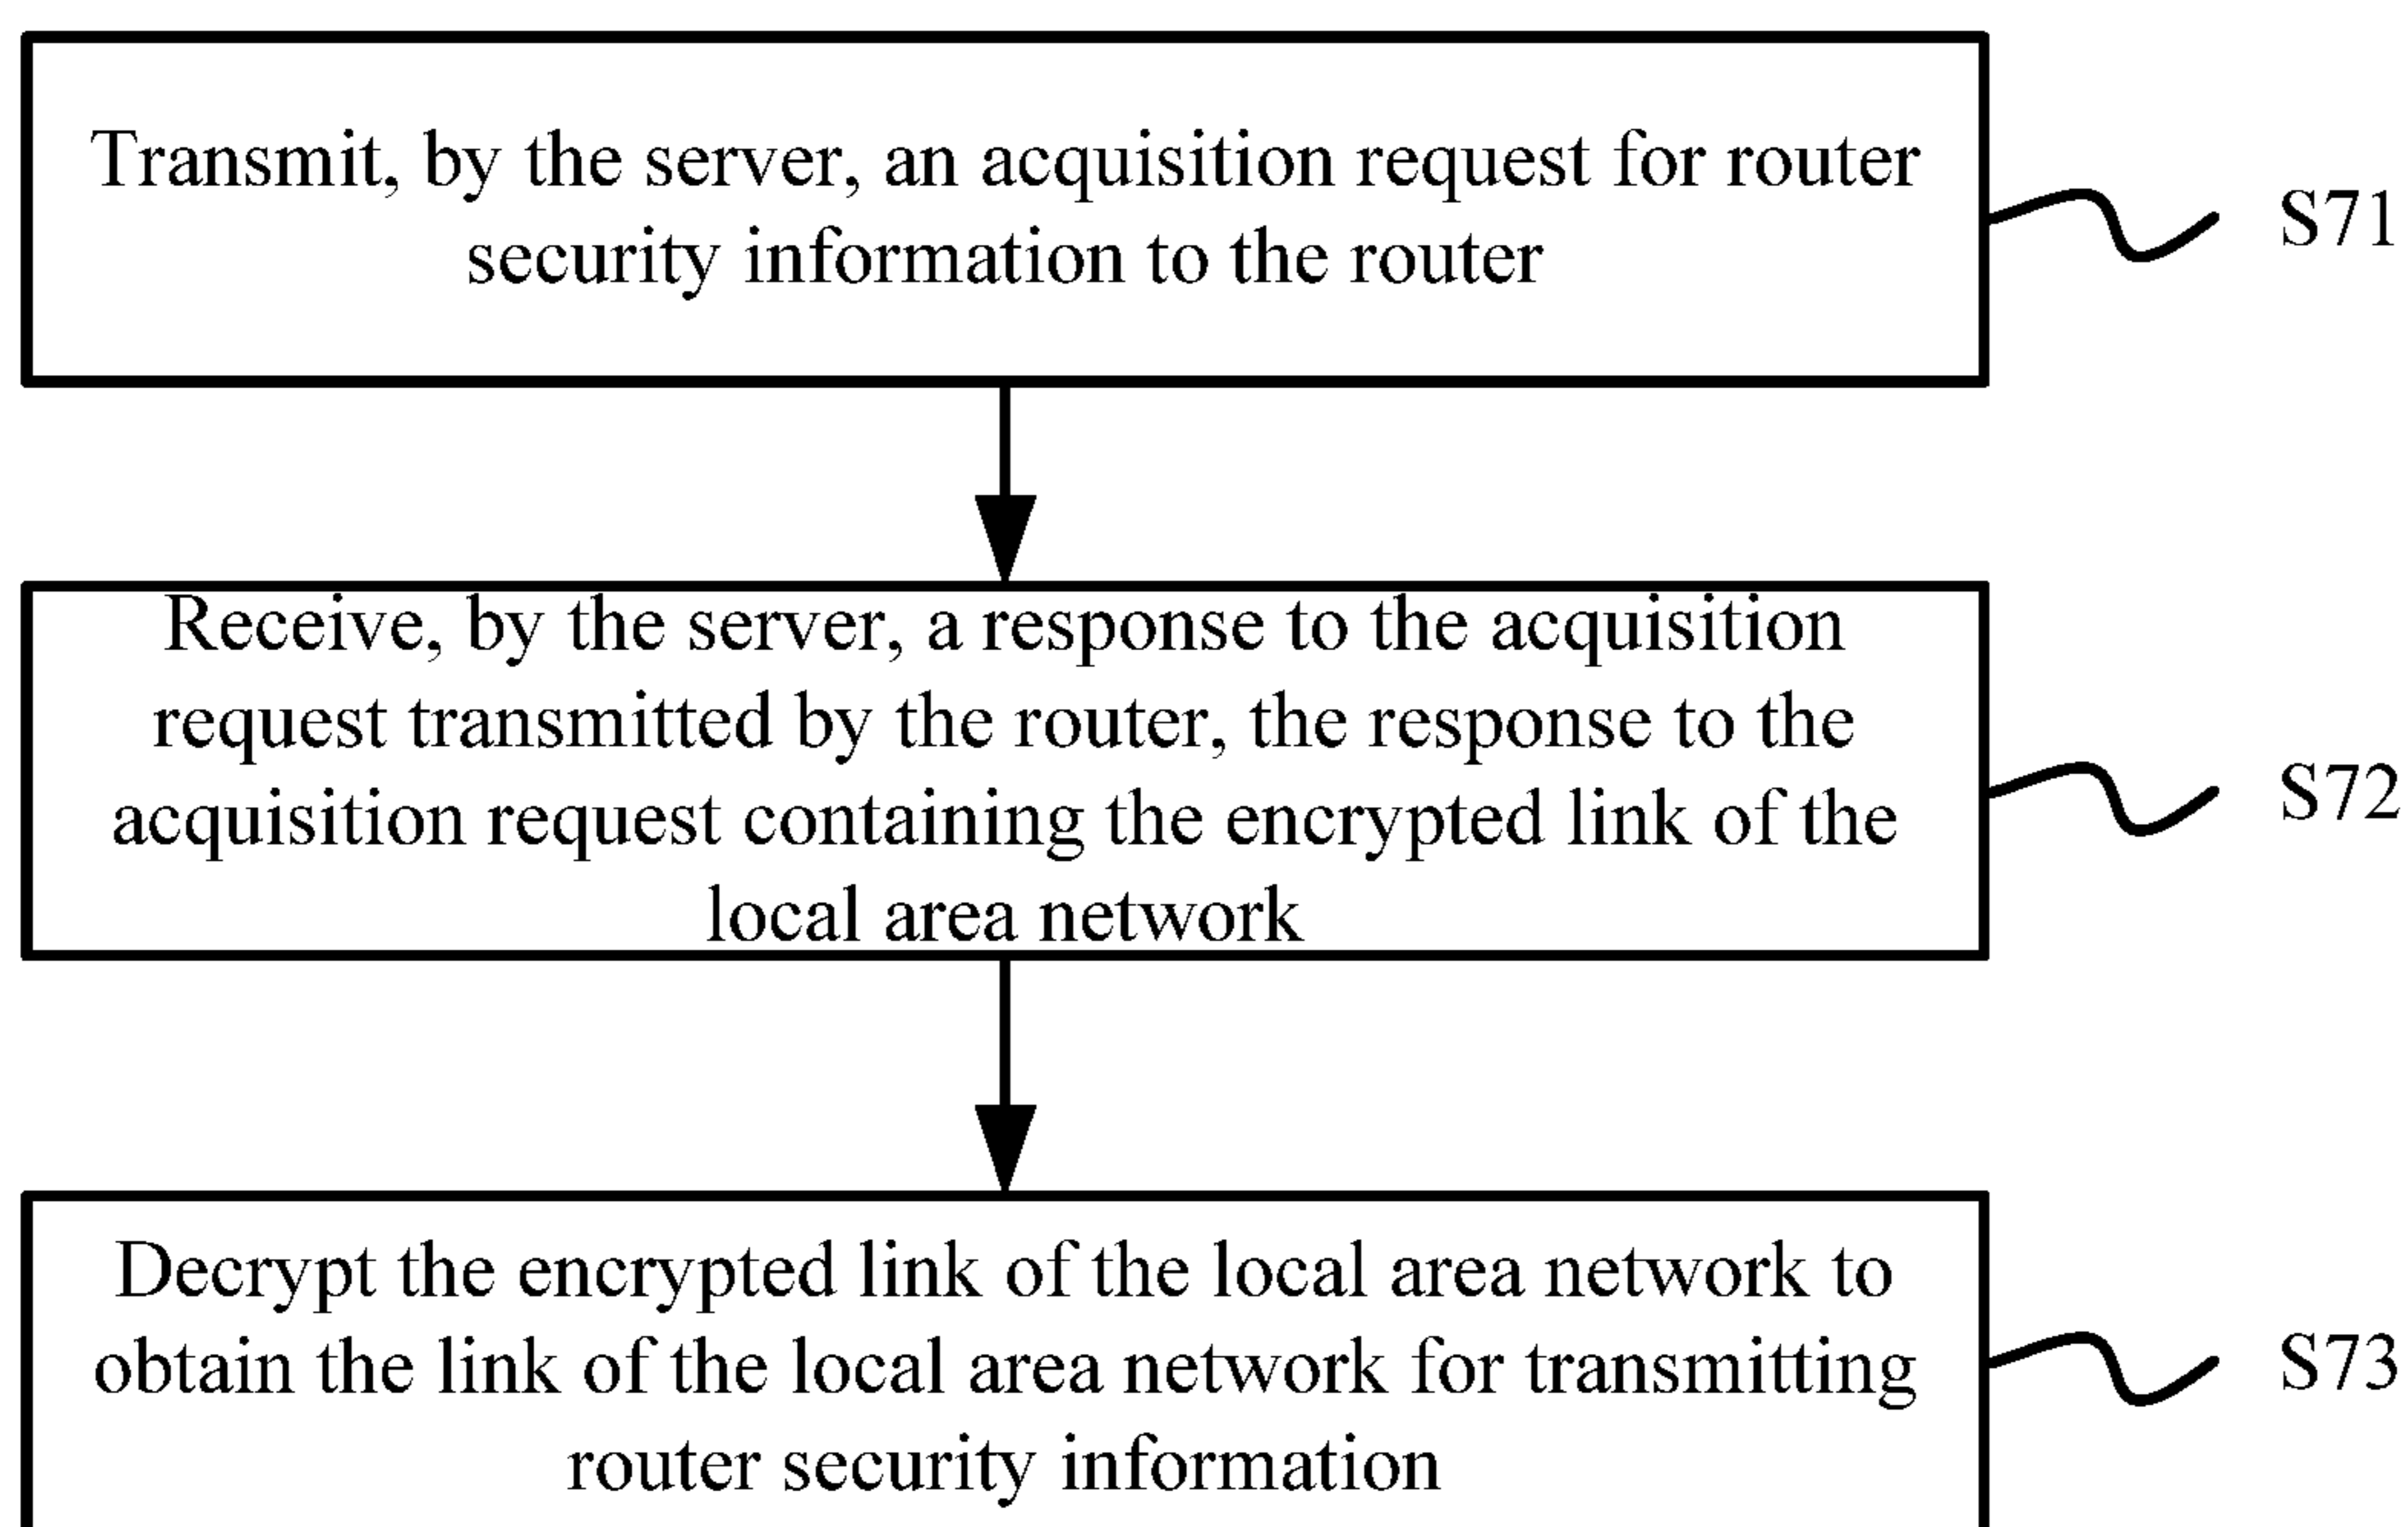 Transmit, by the server, an acquisition request for router
security information to the router
S71
Receive, by the server, a response to the acquisition
request transmitted by the router, the response to the
acquisition request containing the encrypted link of the
local area network
S72
Decrypt the encrypted link of the local area network to
obtain the link of the local area network for transmitting
router security information
S73